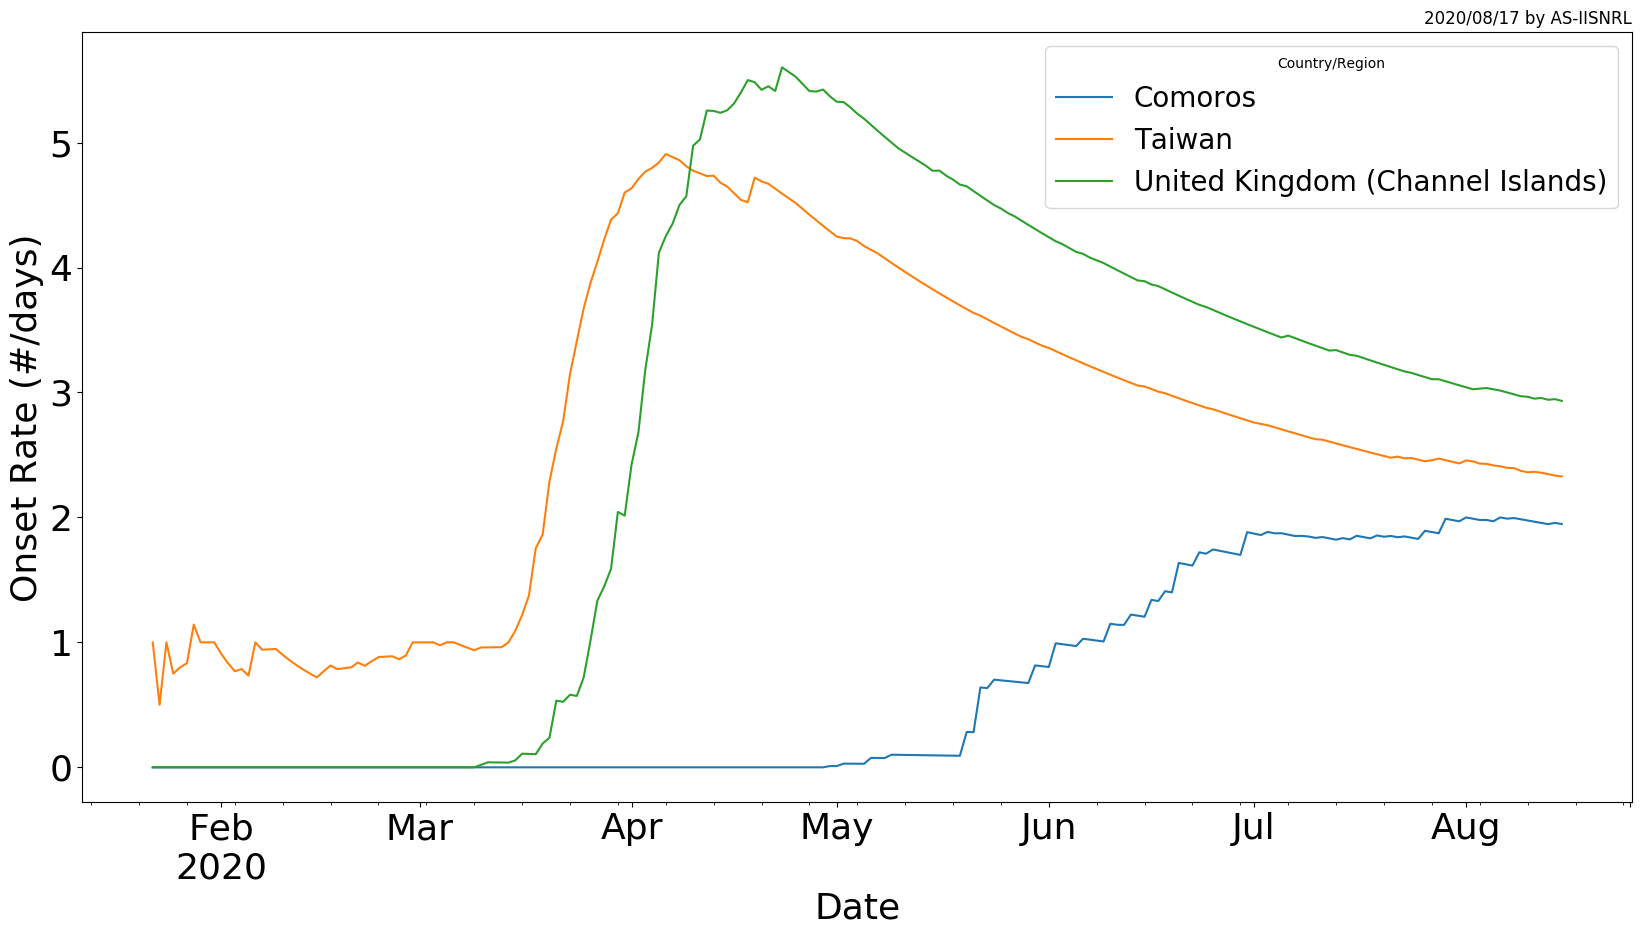 2020/08/17 by AS-IISNRL
Country/Region
Comoros
Taiwan
United Kingdom (Channel Islands)
Onset Rate (#/days)
5
4
3
2
1
0
Feb Mar Apr May Jun Jul Aug
2020
Date